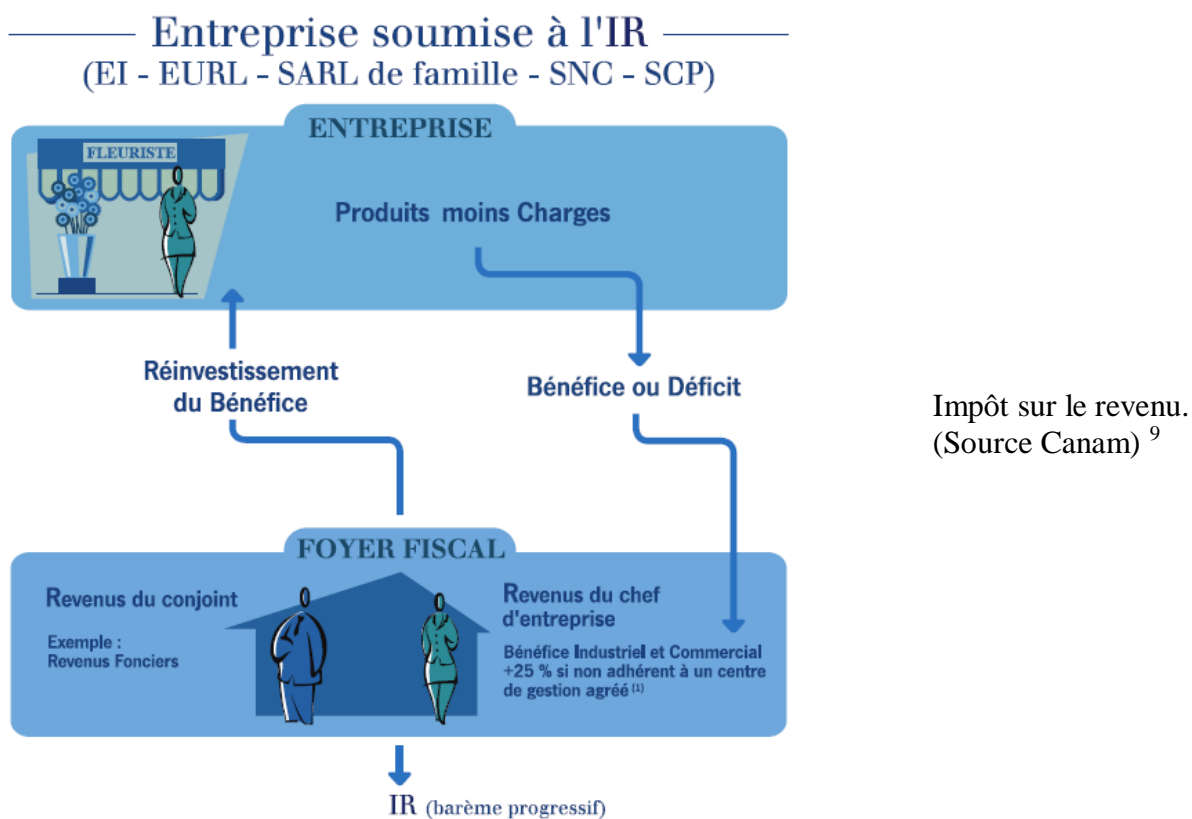 Entreprise soumise à l'IR
(EI - EURL - SARL de famille - SNC - SCP)
ENTREPRISE
FLEURISTE
Produits moins Charges
Réinvestissement
du Bénéfice
Bénéfice ou Déficit
Impôt sur le revenu.
(Source Canam) 9
FOYER FISCAL
Revenus du conjoint
Exemple :
Revenus Fonciers
Revenus du chef
d'entreprise
Bénéfice Industriel et Commercial
+25 % si non adhérent à un centre
de gestion agréé (1)
IR (barème progressif)